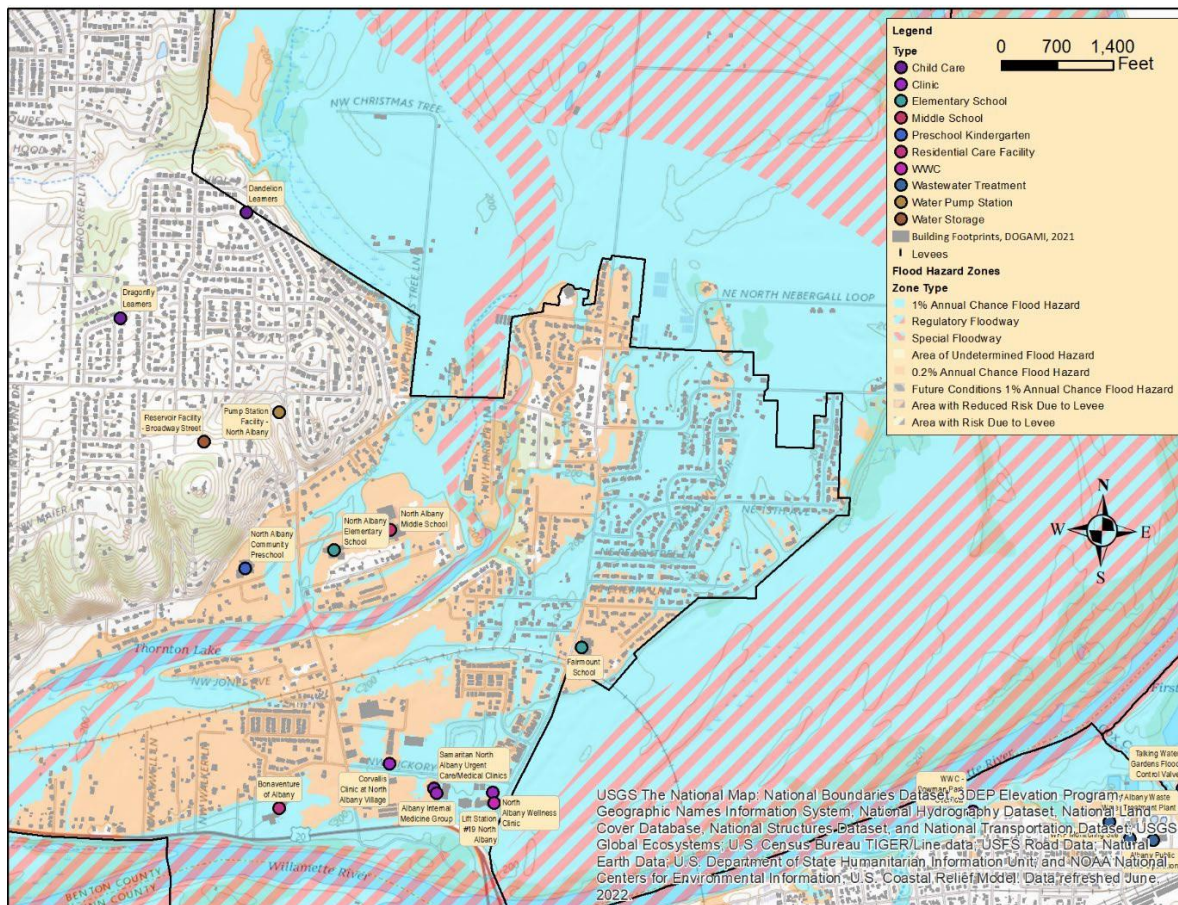 Legend
Type
Child Care
Clinic
Elementary School
Middle School
Preschool Kindergarten
Residential Care Facility
WWC
Wastewater Treatment
Water Pump Station
Water Storage
Building Footprints, DOGAMI, 2021
Levees
Flood Hazard Zones
Zone Type
1% Annual Chance Flood Hazard
Regulatory Floodway
Special Floodway
Area of Undetermined Flood Hazard
0.2% Annual Chance Flood Hazard
Future Conditions 1% Annual Chance Flood Hazard
Area with Reduced Risk Due to Levee
Area with Risk Due to Levee
0 700 1,400
Feet
NW CHRISTMAS TREE
Dandelion
Learners
Dragonfly
Learners
NE NORTH NEBERGALL LOOP
Reservoir Facility
- Broadway Street
Pump Station
Facility -
North Albany
NW MAIER LN
North Albany
Community
Preschool
North Albany
Elementary
School
North Albany
Middle School
N
W E
S
Thornton Lake
NW JONES AVE
Fairmount
School
Bonaventure
of Albany
Corvallis
Clinic at North
Albany Village
Samaritan North
Albany Urgent
Care/Medical Clinics
Albany Internal
Medicine Group
Lift Station
#19 North
Albany
North
Albany Wellness
Clinic
Willamette River
BENTON COUNTY
Talking Water
Gardens Flood
Control Valve
WWC -
Albany Waste
Treatment Plant
Albany Public
USGS The National Map: National Boundaries Dataset, 3DEP Elevation Program,
Geographic Names Information System, National Hydrography Dataset, National Land
Cover Database, National Structures Dataset, and National Transportation Dataset; USGS
Global Ecosystems; U.S. Census Bureau TIGER/Line data; USFS Road Data; Natural
Earth Data; U.S. Department of State Humanitarian Information Unit; and NOAA National
Centers for Environmental Information, U.S. Coastal Relief Model. Data refreshed June,
2022.